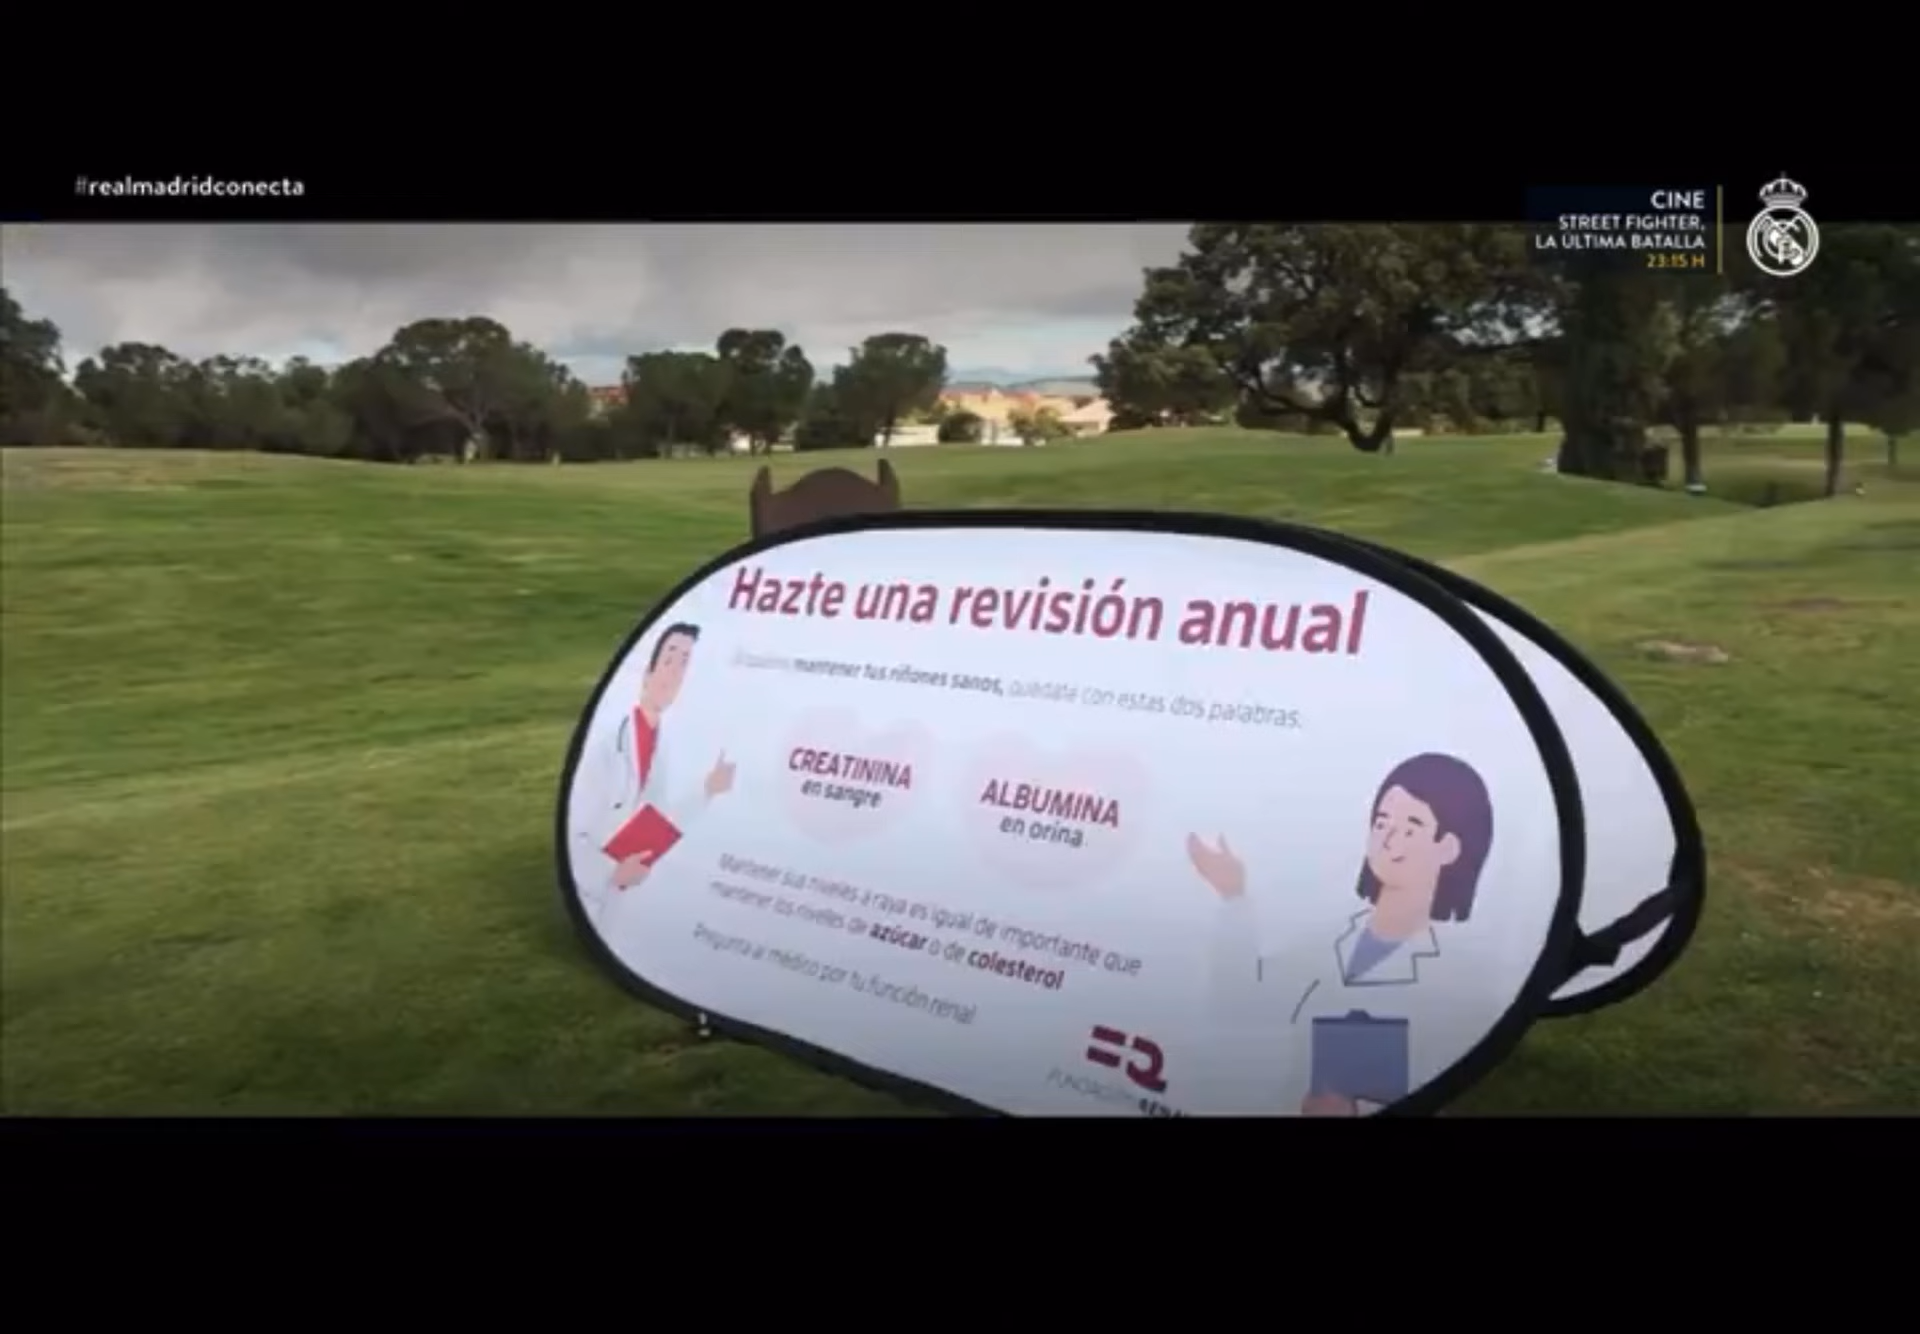 #realmadridconecta
CINE
STREET FIGHTER,
LA ÚLTIMA BATALLA
23:15 H
Hazte una revisión anual
mantener tus riñones sanos, quédate con estas dos palabras:
CREATININA
en sangre
ALBUMINA
en orina
Mantener sus niveles a raya es igual de importante que
mantener los niveles de azúcar o de colesterol
Pregunta al médico por tu función renal
FUNDACIÓN